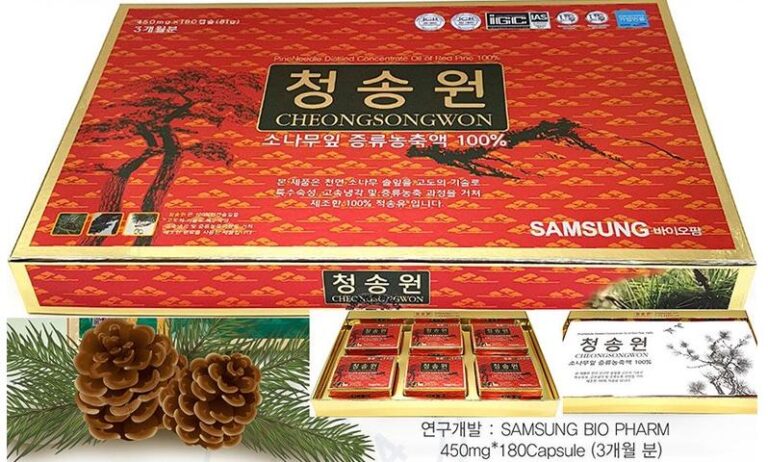 450mg×180캡슐(81g)
3개월분
IGC IAS
PineNeedle Distilled Concentrate Oil of Red Pine 100%
청송원
CHEONGSONGWON
소나무잎 증류농축액 100%
본 제품은 천연 소나무 솔잎을 고도의 기술로
특수숙성, 고송냉각 및 증류농축 과정을 거쳐
제조한 100% 적송유입니다.
SAMSUNG 바이오팜
청송원
CHEONGSONGWON
청송원
CHEONGSONGWON
소나무잎 증류농축액 100%
연구개발 : SAMSUNG BIO PHARM
450mg*180Capsule (3개월 분)